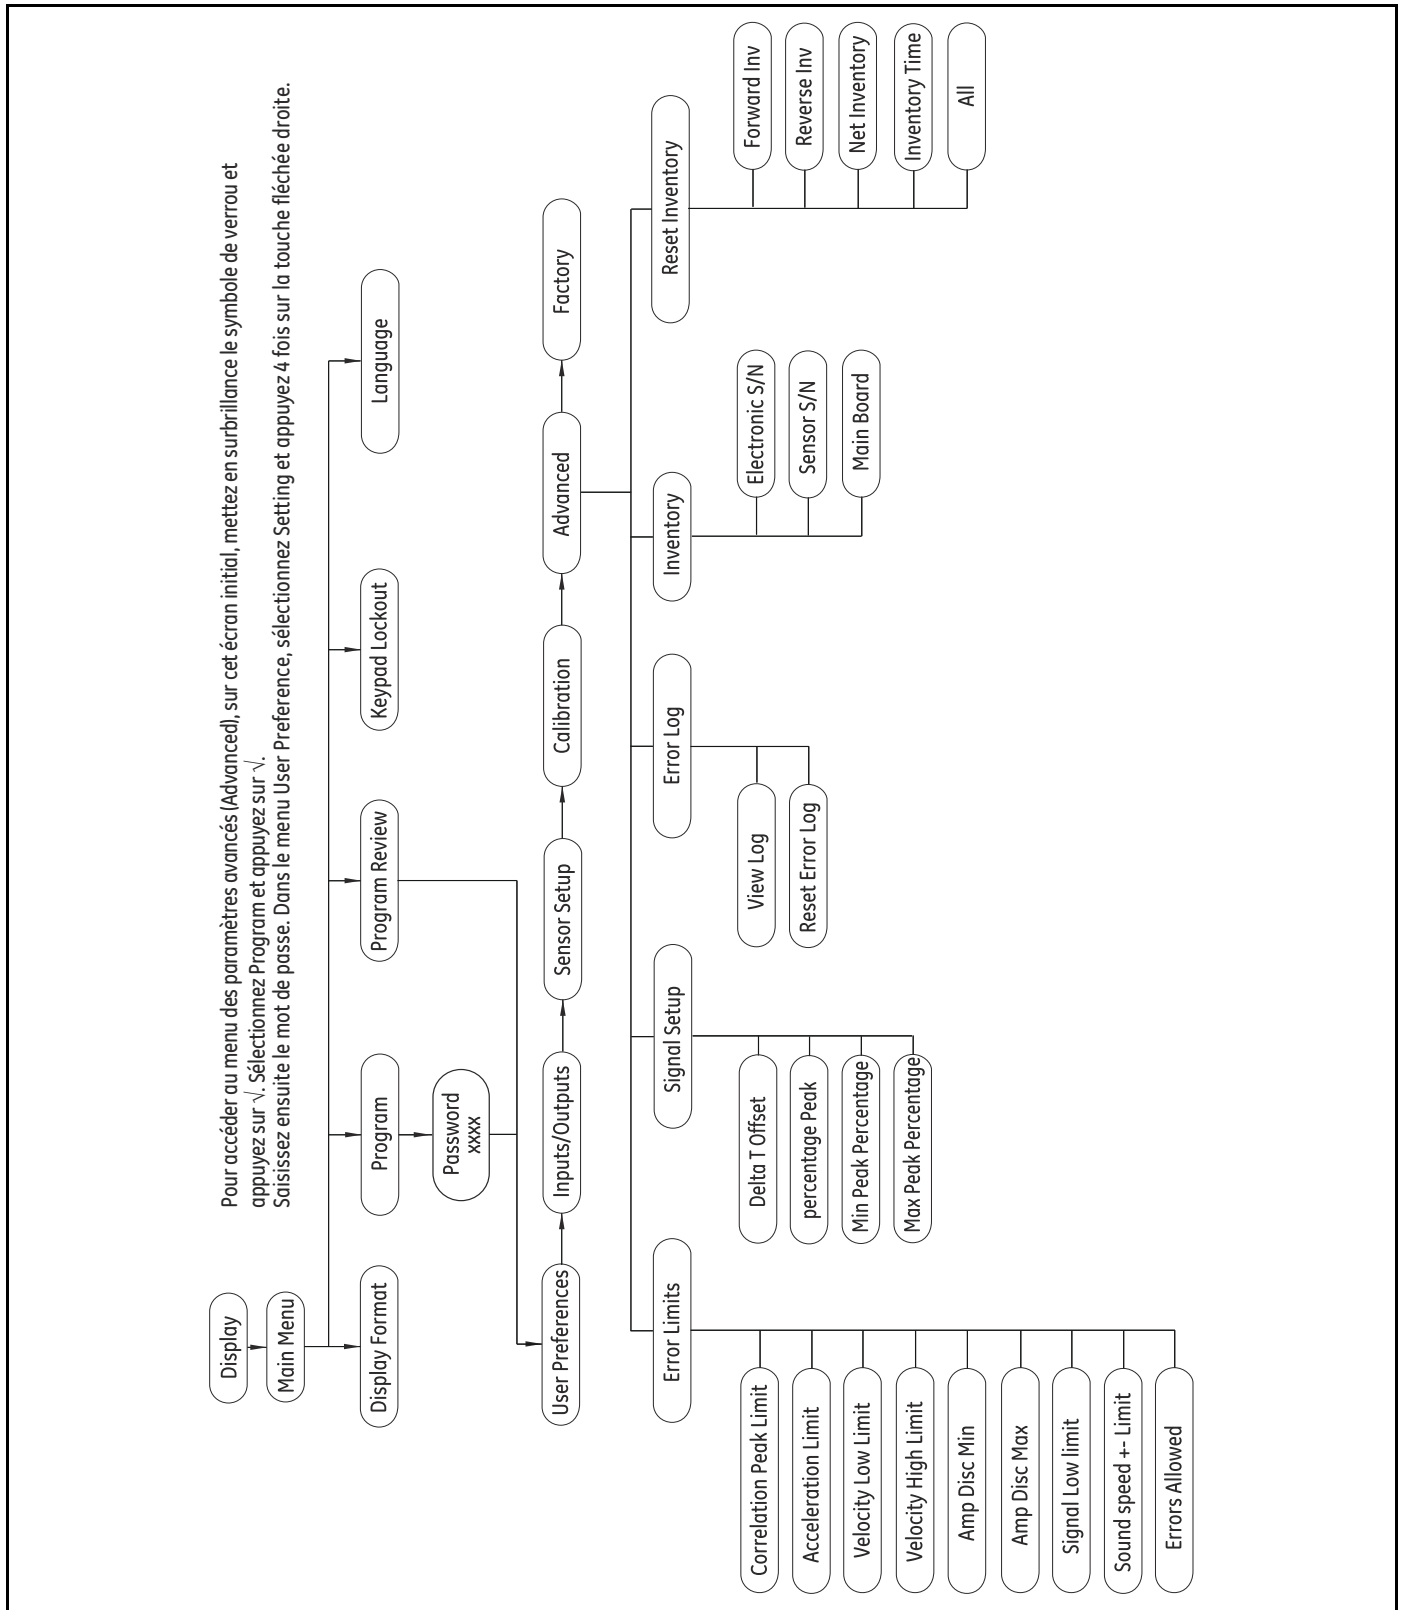 Pour accéder au menu des paramètres avancés (Advanced), sur cet écran initial, mettez en surbrillance le symbole de verrou et
appuyez sur √. Sélectionnez Program et appuyez sur √.
Saisissez ensuite le mot de passe. Dans le menu User Preference, sélectionnez Setting et appuyez 4 fois sur la touche fléchée droite.
Display
Main Menu
Display Format
Program
Program Review
Keypad Lockout
Language
Password
xxxx
User Preferences
Inputs/Outputs
Sensor Setup
Calibration
Advanced
Factory
Error Limits
Signal Setup
Error Log
Inventory
Reset Inventory
Correlation Peak Limit
Acceleration Limit
Velocity Low Limit
Velocity High Limit
Amp Disc Min
Amp Disc Max
Signal Low limit
Sound speed +- Limit
Errors Allowed
Delta T Offset
percentage Peak
Min Peak Percentage
Max Peak Percentage
View Log
Reset Error Log
Electronic S/N
Sensor S/N
Main Board
Forward Inv
Reverse Inv
Net Inventory
Inventory Time
All